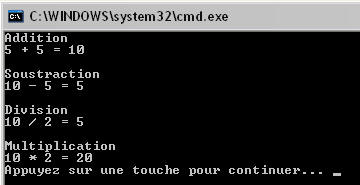 C:\WINDOWS\system32\cmd.exe
Addition
5 + 5 = 10
Soustraction
10 - 5 = 5
Division
10 / 2 = 5
Multiplication
10 * 2 = 20
Appuyez sur une touche pour continuer... _